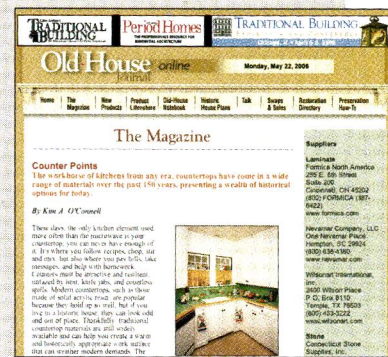 TRADITIONAL
BUILDING
Period Homes
THE PROFESSIONAL'S RESOURCE FOR
RESIDENTIAL ARCHITECTURE
TRADITIONAL BUILDING
Old House online
Journal
Monday, May 22, 2006
Home
The Magazine
New Products
Product Literature
Old-House Notebook
Historic House Plans
Talk
Swaps & Sales
Restoration Directory
Preservation How-To
The Magazine
Counter Points
The workhorse of kitchens from any era, countertops have come in a wide
range of materials over the past 150 years, presenting a wealth of historical
options for today.
By Kim A. O'Connell
These days, the only kitchen element used
more often than the microwave is your
countertop; you can never have enough of
it. It's where you follow recipes, chop, stir
and mix, but also where you pay bills, take
messages, and help with homework.
Counters must be attractive and resilient,
unfazed by heat, knife jabs, and countless
spills. Modern countertops, such as those
made of solid acrylic resin, are popular
because they hold up so well, but if you
live in a historic house, they can look odd
and out of place. Thankfully, traditional
countertop materials are still widely
available and can help you create a warm
and historically appropriate work surface
that can weather modern demands. The
Suppliers
Laminate
Formica North America
255 E. 5th Street
Suite 200
Cincinnati, OH 45202
(800) FORMICA (367-
6422)
www.formica.com
Nevamar Company, LLC
One Nevamar Place
Hampton, SC 29924
(800) 638-4380
www.nevamar.com
Wilsonart International,
Inc.
2400 Wilson Place
P.O. Box 6110
Temple, TX 76503
(800) 433-3222
www.wilsonart.com
Stone
Connecticut Stone
Supplies, Inc.